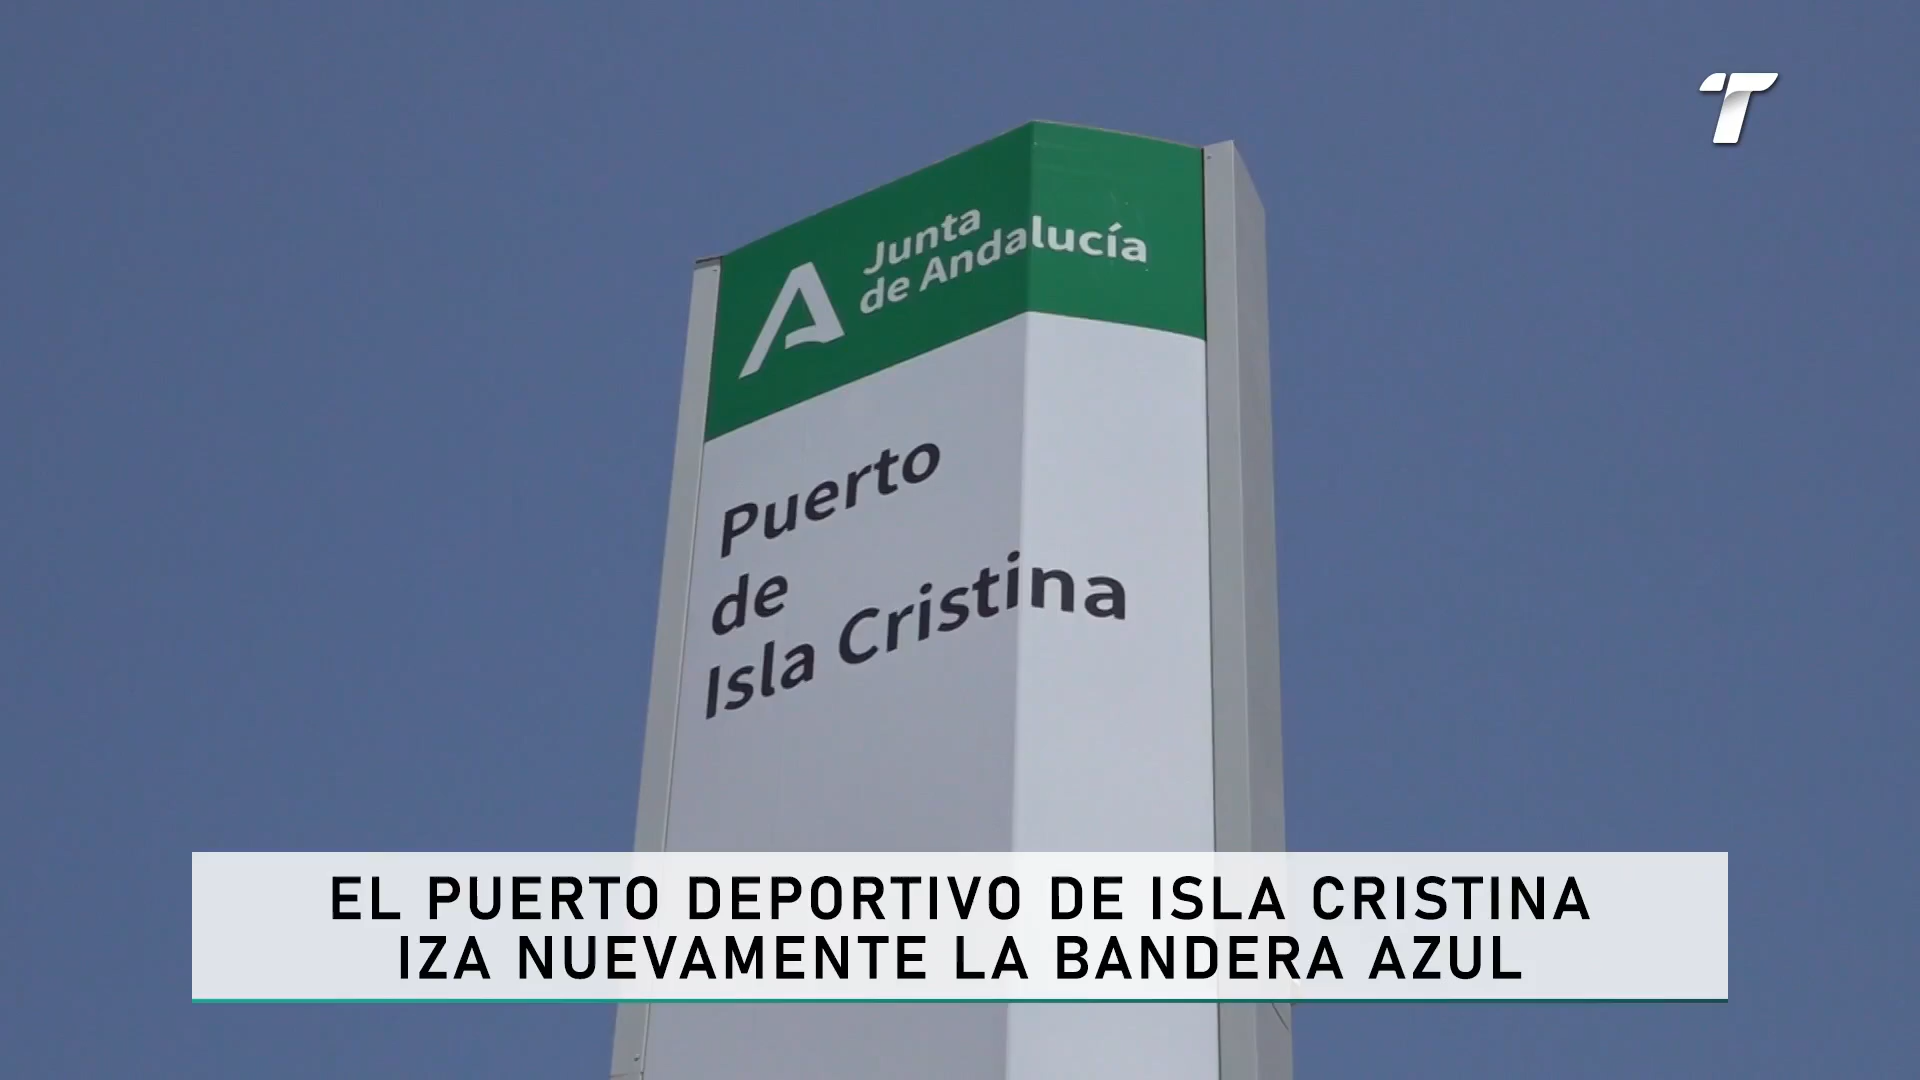 Junta
de Andalucía
Puerto
de
Isla Cristina
EL PUERTO DEPORTIVO DE ISLA CRISTINA
IZA NUEVAMENTE LA BANDERA AZUL